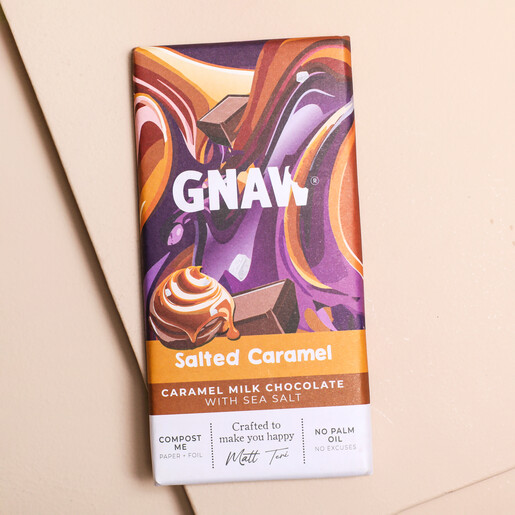 GNAW®
Salted Caramel
CARAMEL MILK CHOCOLATE
WITH SEA SALT
COMPOST
ME
PAPER + FOIL
Crafted to
make you happy
Matt Teri
NO PALM
OIL
NO EXCUSES